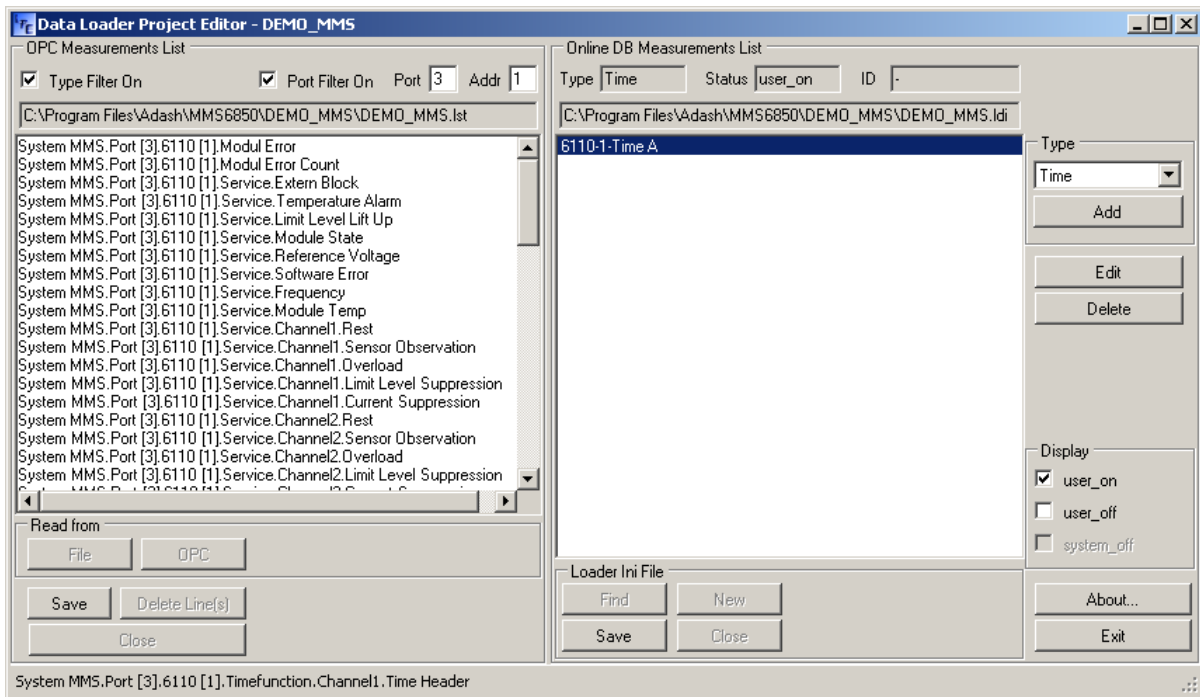 Data Loader Project Editor - DEMO_MMS
OPC Measurements List
Type Filter On
Port Filter On
Port 3
Addr 1
C:\Program Files\Adash\MMS6850\DEMO_MMS\DEMO_MMS.lst
System MMS.Port [3].6110 [1].Modul Error
System MMS.Port [3].6110 [1].Modul Error Count
System MMS.Port [3].6110 [1].Service.Extern Block
System MMS.Port [3].6110 [1].Service.Temperature Alarm
System MMS.Port [3].6110 [1].Service.Limit Level Lift Up
System MMS.Port [3].6110 [1].Service.Module State
System MMS.Port [3].6110 [1].Service.Reference Voltage
System MMS.Port [3].6110 [1].Service.Software Error
System MMS.Port [3].6110 [1].Service.Frequency
System MMS.Port [3].6110 [1].Service.Module Temp
System MMS.Port [3].6110 [1].Service.Channel1.Rest
System MMS.Port [3].6110 [1].Service.Channel1.Sensor Observation
System MMS.Port [3].6110 [1].Service.Channel1.Overload
System MMS.Port [3].6110 [1].Service.Channel1.Limit Level Suppression
System MMS.Port [3].6110 [1].Service.Channel1.Current Suppression
System MMS.Port [3].6110 [1].Service.Channel2.Rest
System MMS.Port [3].6110 [1].Service.Channel2.Sensor Observation
System MMS.Port [3].6110 [1].Service.Channel2.Overload
System MMS.Port [3].6110 [1].Service.Channel2.Limit Level Suppression
Read from
File
OPC
Save
Delete Line(s)
Close
Online DB Measurements List
Type Time
Status user_on
ID -
C:\Program Files\Adash\MMS6850\DEMO_MMS\DEMO_MMS.ldi
6110-1-Time A
Type
Time
Add
Edit
Delete
Display
user_on
user_off
system_off
Loader Ini File
Find
New
Save
Close
About...
Exit
System MMS.Port [3].6110 [1].Timefunction.Channel1.Time Header